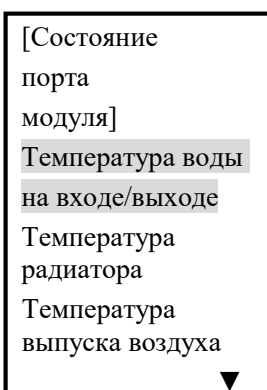 [Состояние
порта
модуля]
Температура воды
на входе/выходе
Температура
радиатора
Температура
выпуска воздуха
▼